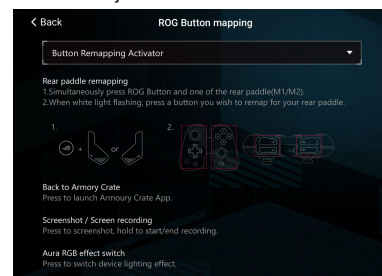 Back
ROG Button mapping
Button Remapping Activator
Rear paddle remapping
1.Simultaneously press ROG Button and one of the rear paddle(M1/M2).
2.When white light flashing, press a button you wish to remap for your rear paddle.
1.
2.
+
or
Back to Armory Crate
Press to launch Armoury Crate App.
Screenshot / Screen recording
Press to screenshot, hold to start/end recording.
Aura RGB effect switch
Press to switch device lighting effect.